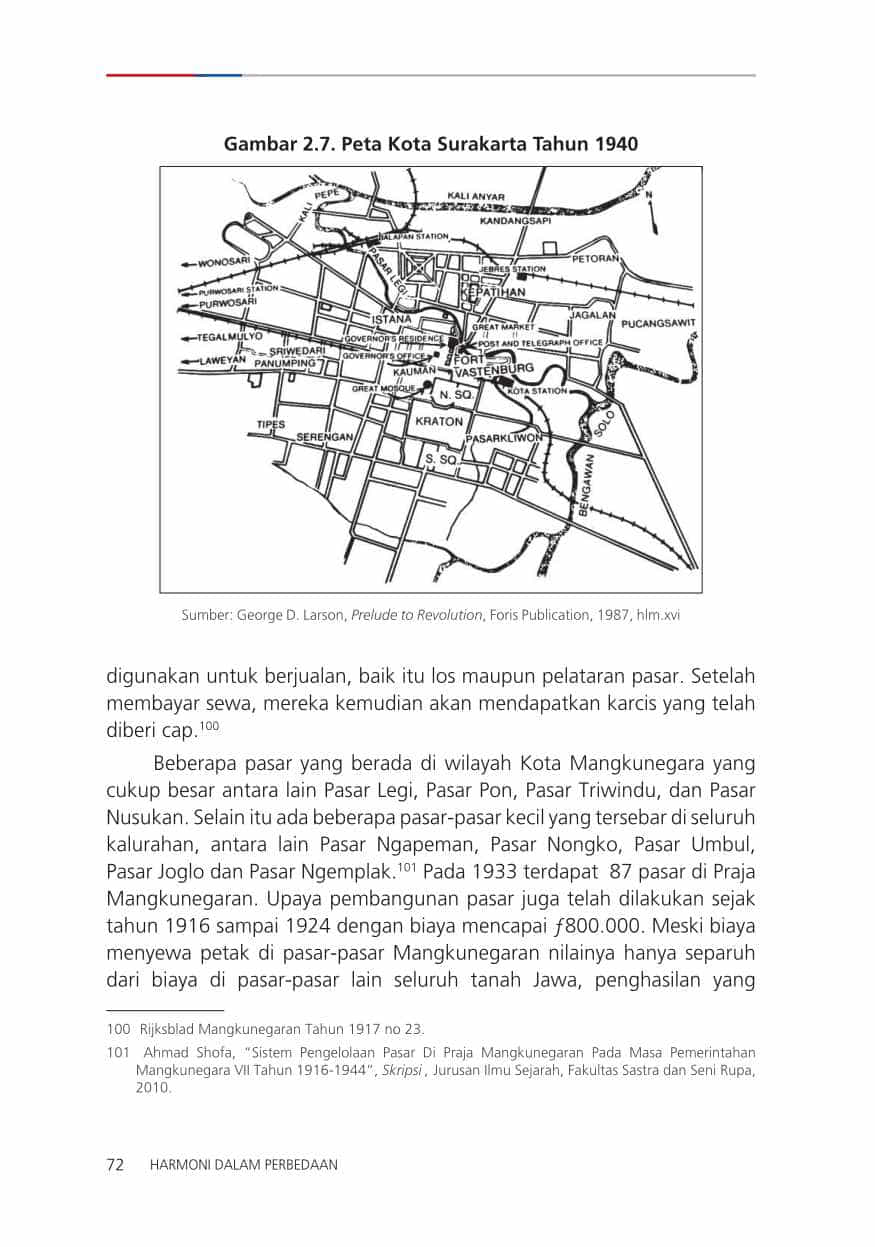 Gambar 2.7. Peta Kota Surakarta Tahun 1940
KALI PEPE
KALI ANYAR
N
KANDANGSAPI
BALAPAN STATION
WONOSARI
PASAR LEGI
PETORAN
JEBRES STATION
PURWOSARI STATION
KEPATIHAN
PURWOSARI
ISTANA
JAGALAN
GREAT MARKET
PUCANGSAWIT
TEGALMULYO
GOVERNOR'S RESIDENCE
POST AND TELEGRAPH OFFICE
SRIWEDARI
GOVERNOR'S OFFICE
FORT
LAWEYAN
PANUMPING
KAUMAN
VASTENBURG
GREAT MOSQUE
N. SQ.
KOTA STATION
TIPES
KRATON
SOLO
SERENGAN
PASARKLIWON
S. SQ.
BENGAWAN
Sumber: George D. Larson, Prelude to Revolution, Foris Publication, 1987, hlm.xvi
digunakan untuk berjualan, baik itu los maupun pelataran pasar. Setelah
membayar sewa, mereka kemudian akan mendapatkan karcis yang telah
diberi cap.100
Beberapa pasar yang berada di wilayah Kota Mangkunegara yang
cukup besar antara lain Pasar Legi, Pasar Pon, Pasar Triwindu, dan Pasar
Nusukan. Selain itu ada beberapa pasar-pasar kecil yang tersebar di seluruh
kalurahan, antara lain Pasar Ngapeman, Pasar Nongko, Pasar Umbul,
Pasar Joglo dan Pasar Ngemplak.101 Pada 1933 terdapat 87 pasar di Praja
Mangkunegaran. Upaya pembangunan pasar juga telah dilakukan sejak
tahun 1916 sampai 1924 dengan biaya mencapai ƒ800.000. Meski biaya
menyewa petak di pasar-pasar Mangkunegaran nilainya hanya separuh
dari biaya di pasar-pasar lain seluruh tanah Jawa, penghasilan yang
100 Rijksblad Mangkunegaran Tahun 1917 no 23.
101 Ahmad Shofa, “Sistem Pengelolaan Pasar Di Praja Mangkunegaran Pada Masa Pemerintahan
Mangkunegara VII Tahun 1916-1944”, Skripsi, Jurusan Ilmu Sejarah, Fakultas Sastra dan Seni Rupa,
2010.
72 HARMONI DALAM PERBEDAAN